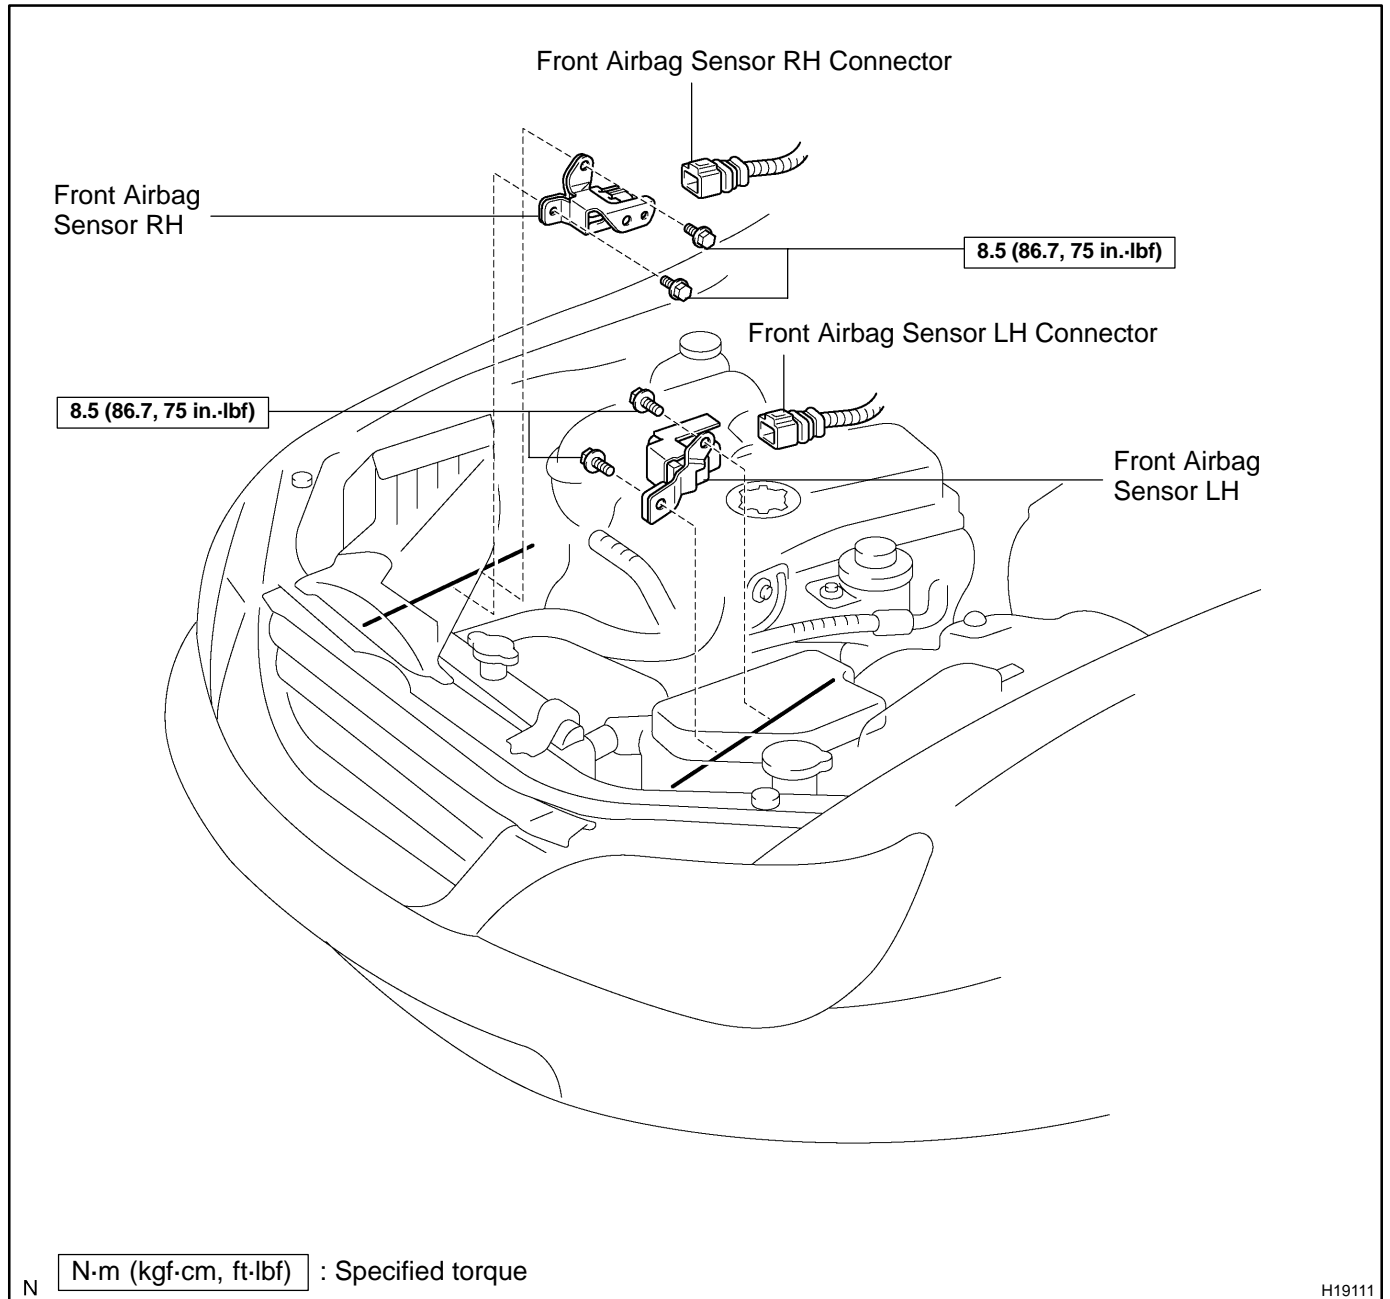 Front Airbag Sensor RH Connector
Front Airbag
Sensor RH
8.5 (86.7, 75 in.·lbf)
Front Airbag Sensor LH Connector
8.5 (86.7, 75 in.·lbf)
Front Airbag
Sensor LH
N·m (kgf·cm, ft·lbf) : Specified torque
N
H19111